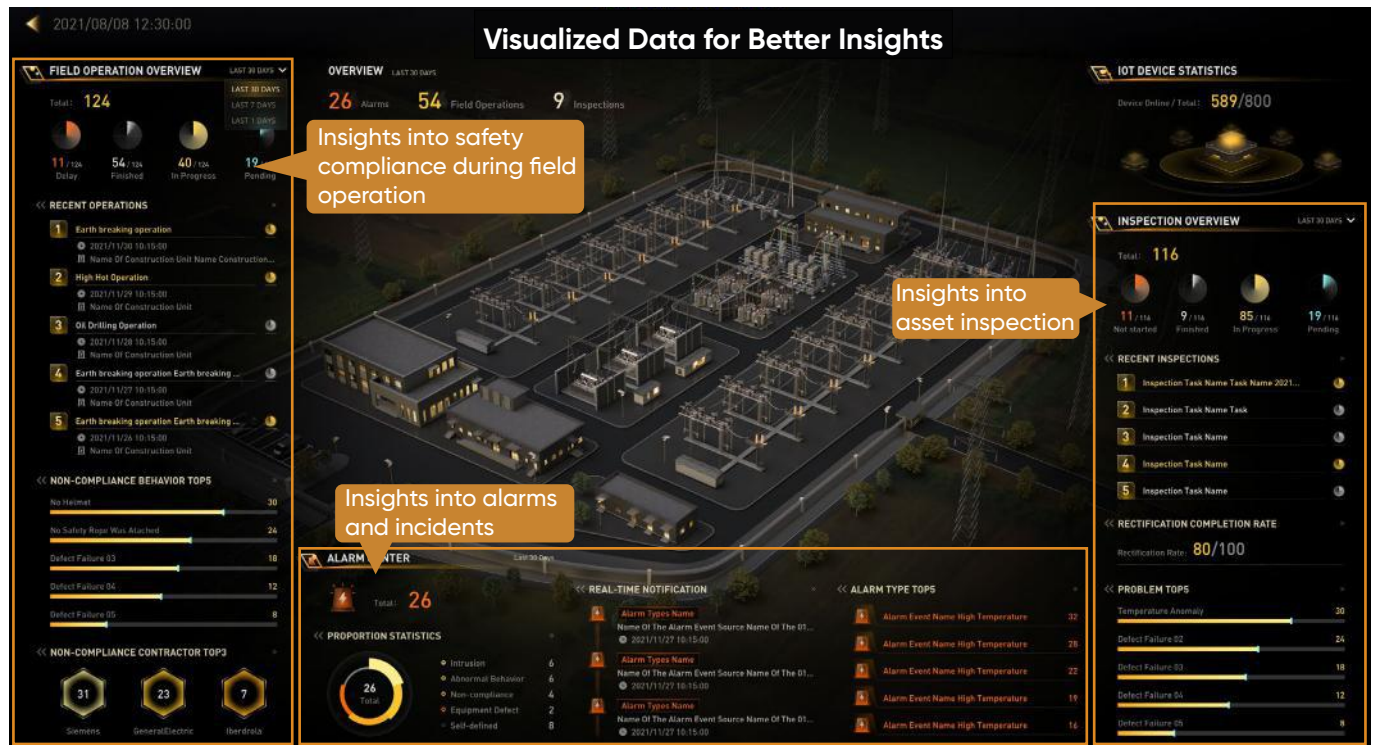 2021/08/08 12:30:00
Visualized Data for Better Insights
FIELD OPERATION OVERVIEW
LAST 30 DAYS
LAST 30 DAYS
LAST 7 DAYS
LAST 1 DAYS
Total: 124
11/124
Delay
54/124
Finished
40/124
In Progress
19
Pending
Insights into safety
compliance during field
operation
RECENT OPERATIONS
1 Earth breaking operation
2021/11/30 10:15:00
Name Of Construction Unit Name Construction...
2 High Hot Operation
2021/11/29 10:15:00
Name Of Construction Unit
3 Oil Drilling Operation
2021/11/28 10:15:00
Name Of Construction Unit
4 Earth breaking operation Earth breaking ...
2021/11/27 10:15:00
Name Of Construction Unit
5 Earth breaking operation Earth breaking ...
2021/11/26 10:15:00
Name Of Construction Unit
NON-COMPLIANCE BEHAVIOR TOP5
No Helmet 30
No Safety Rope Was Atached 24
Defect Failure 03 18
Defect Failure 04 12
Defect Failure 05 8
NON-COMPLIANCE CONTRACTOR TOP3
31
Siemens
23
GeneralElectric
7
Iberdrola
OVERVIEW LAST 30 DAYS
26 Alarms 54 Field Operations 9 Inspections
Insights into alarms
and incidents
Last 30 Days
Total: 26
PROPORTION STATISTICS
26
Total
Intrusion 6
Abnormal Behavior 6
Non-compliance 4
Equipment Defect 2
Self-defined 8
REAL-TIME NOTIFICATION
Alarm Types Name
Name Of The Alarm Event Source Name Of The 01...
2021/11/27 10:15:00
Alarm Types Name
Name Of The Alarm Event Source Name Of The 01...
2021/11/27 10:15:00
Alarm Types Name
Name Of The Alarm Event Source Name Of The 01...
2021/11/27 10:15:00
ALARM TYPE TOP5
Alarm Event Name High Temperature 32
Alarm Event Name High Temperature 28
Alarm Event Name High Temperature 22
Alarm Event Name High Temperature 19
Alarm Event Name High Temperature 16
IOT DEVICE STATISTICS
Device Online / Total: 589/800
INSPECTION OVERVIEW
LAST 30 DAYS
Total: 116
Insights into
asset inspection
11/116
Not started
9/116
Finished
85/116
In Progress
19/116
Pending
RECENT INSPECTIONS
1 Inspection Task Name Task Name 2021...
2 Inspection Task Name Task
3 Inspection Task Name
4 Inspection Task Name
5 Inspection Task Name
RECTIFICATION COMPLETION RATE
Rectification Rate: 80/100
PROBLEM TOP5
Temperature Anomaly 30
Defect Failure 02 24
Defect Failure 03 18
Defect Failure 04 12
Defect Failure 05 8